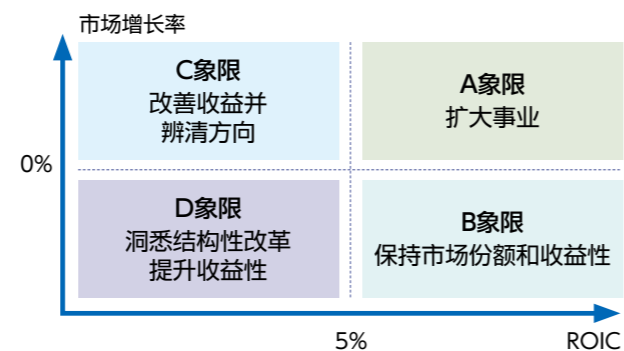 市场增长率
C象限
改善收益并
辨清方向
A象限
扩大事业
0%
D象限
洞悉结构性改革
提升收益性
B象限
保持市场份额和收益性
5%
ROIC